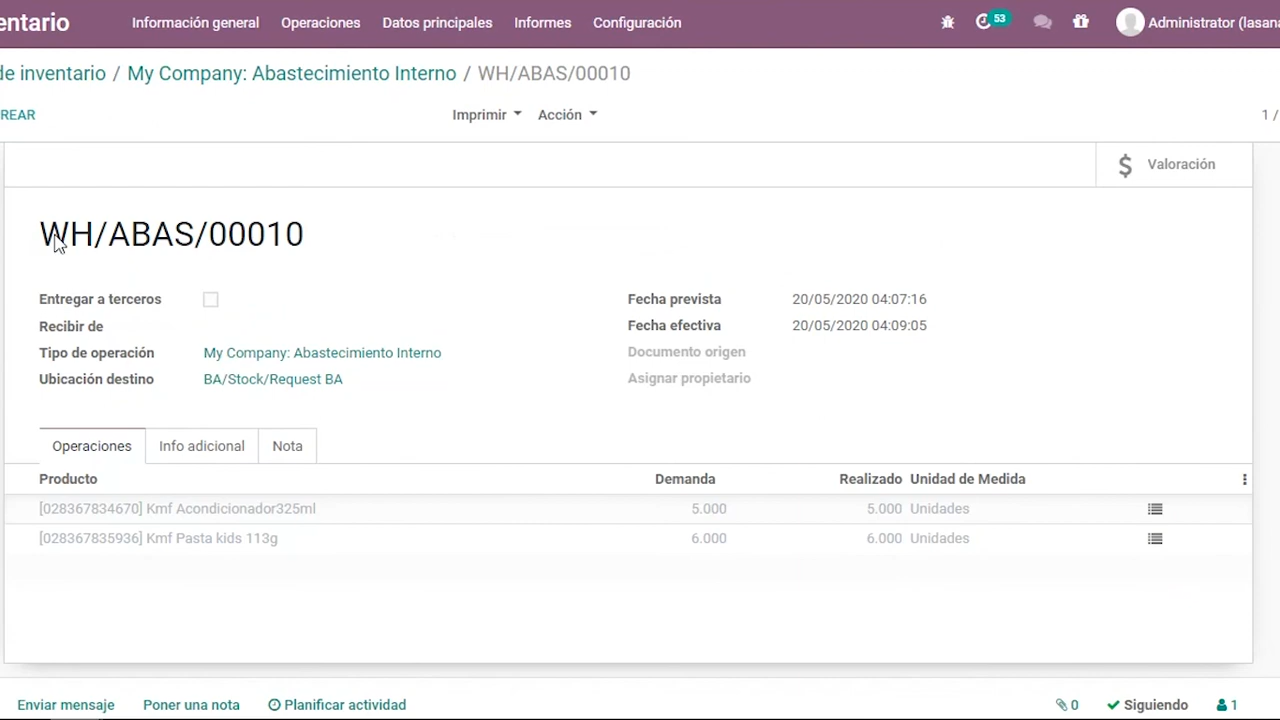 entario Información general Operaciones Datos principales Informes Configuración 53 Administrator (lasana
de inventario / My Company: Abastecimiento Interno / WH/ABAS/00010
REAR Imprimir Acción 1 /
$ Valoración
WH/ABAS/00010
Entregar a terceros Fecha prevista 20/05/2020 04:07:16
Recibir de Fecha efectiva 20/05/2020 04:09:05
Tipo de operación My Company: Abastecimiento Interno Documento origen
Ubicación destino BA/Stock/Request BA Asignar propietario
Operaciones Info adicional Nota
Producto Demanda Realizado Unidad de Medida
[028367834670] Kmf Acondicionador325ml 5.000 5.000 Unidades
[028367835936] Kmf Pasta kids 113g 6.000 6.000 Unidades
Enviar mensaje Poner una nota Planificar actividad 0 Siguiendo 1